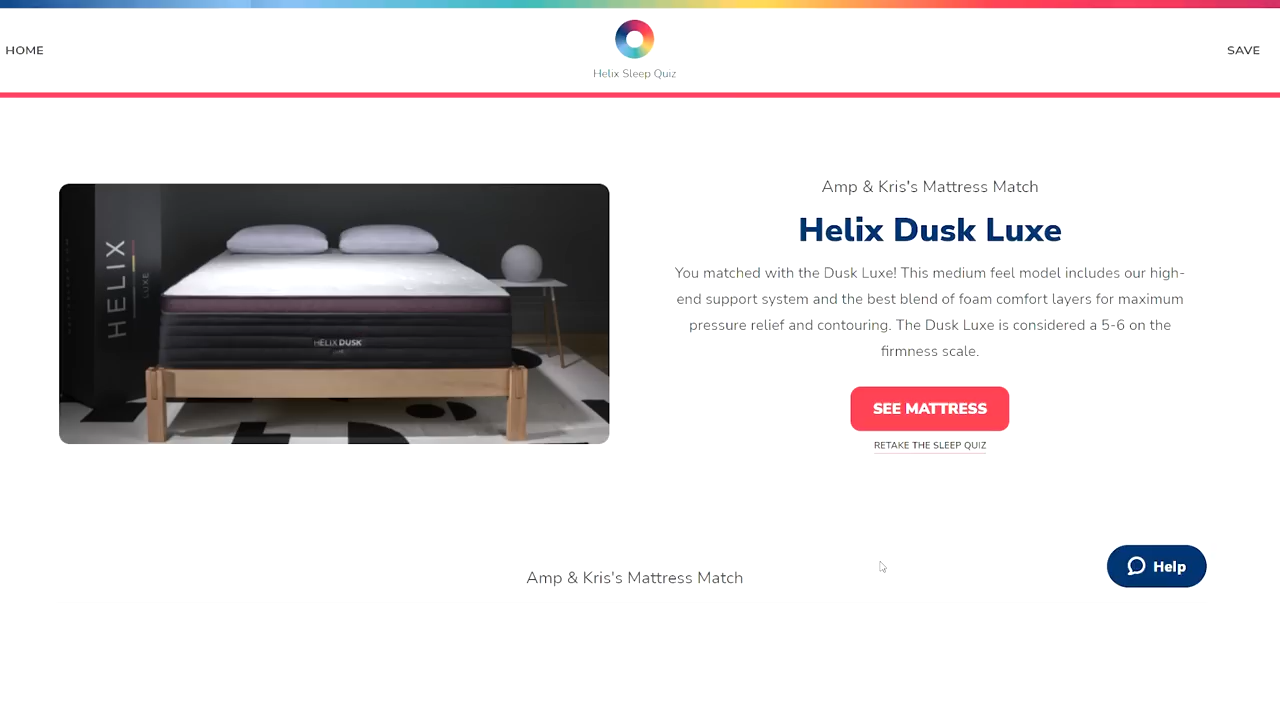 HOME
Helix Sleep Quiz
SAVE
HELIX
LUXE
HELIX DUSK
Amp & Kris's Mattress Match
Helix Dusk Luxe
You matched with the Dusk Luxe! This medium feel model includes our high-
end support system and the best blend of foam comfort layers for maximum
pressure relief and contouring. The Dusk Luxe is considered a 5-6 on the
firmness scale.
SEE MATTRESS
RETAKE THE SLEEP QUIZ
Amp & Kris's Mattress Match
Help